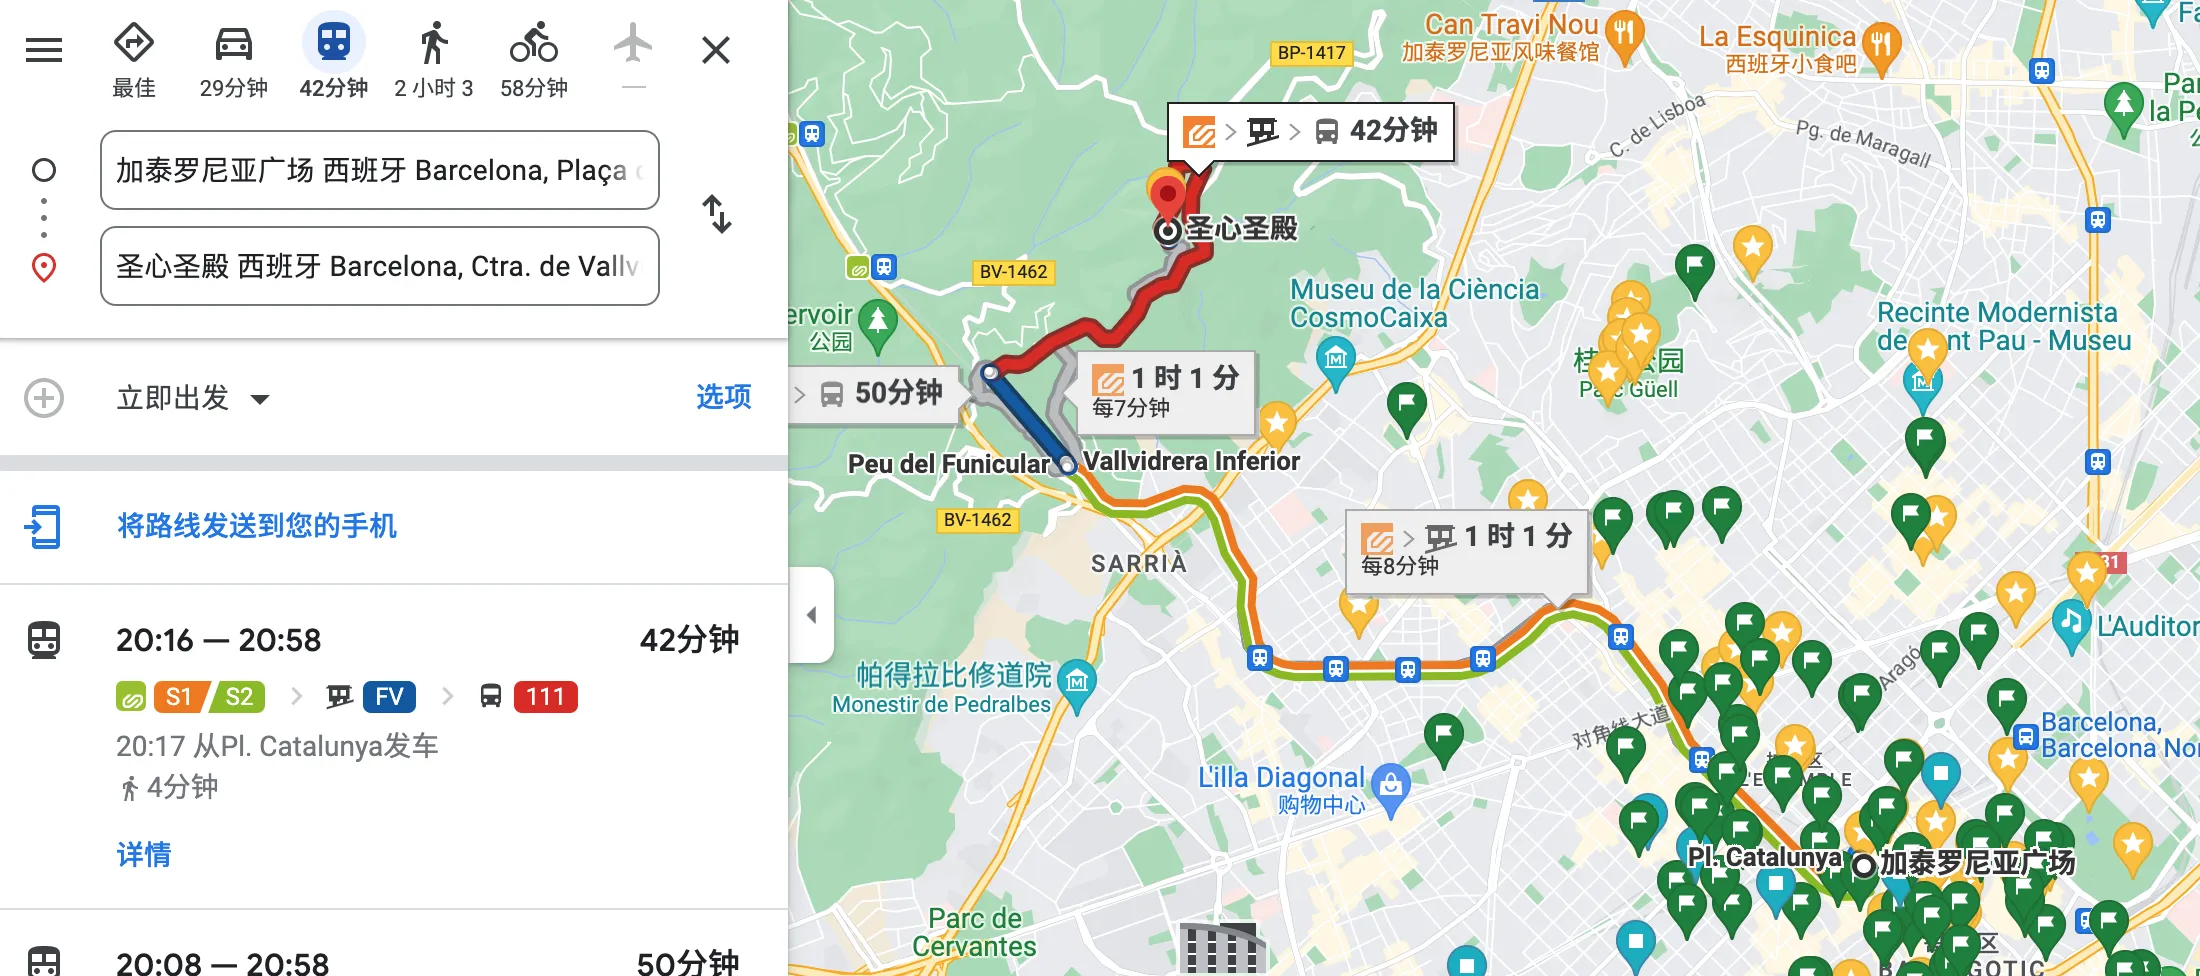 最佳
29分钟
42分钟
2 小时 3
58分钟
—
加泰罗尼亚广场 西班牙 Barcelona, Plaça
圣心圣殿 西班牙 Barcelona, Ctra. de Vallv
立即出发
选项
将路线发送到您的手机
20:16 — 20:58
42分钟
S1 S2 > FV > 111
20:17 从Pl. Catalunya发车
4分钟
详情
20:08 — 20:58
50分钟
Can Travi Nou
加泰罗尼亚风味餐馆
La Esquinica
西班牙小食吧
BP-1417
C. de Lisboa
Pg. de Maragall
> > 42分钟
圣心圣殿
BV-1462
Museu de la Ciència
CosmoCaixa
Recinte Modernista
de Sant Pau - Museu
ervoir
公园
Parc Güell
> 50分钟
1 时 1 分
每7分钟
Peu del Funicular
Vallvidrera Inferior
BV-1462
SARRIÀ
> 1 时 1 分
每8分钟
31
L'Auditor
Aragó
帕得拉比修道院
Monestir de Pedralbes
对角线大道
Barcelona,
Barcelona No
L'illa Diagonal
购物中心
Pl. Catalunya
加泰罗尼亚广场
Parc de
Cervantes